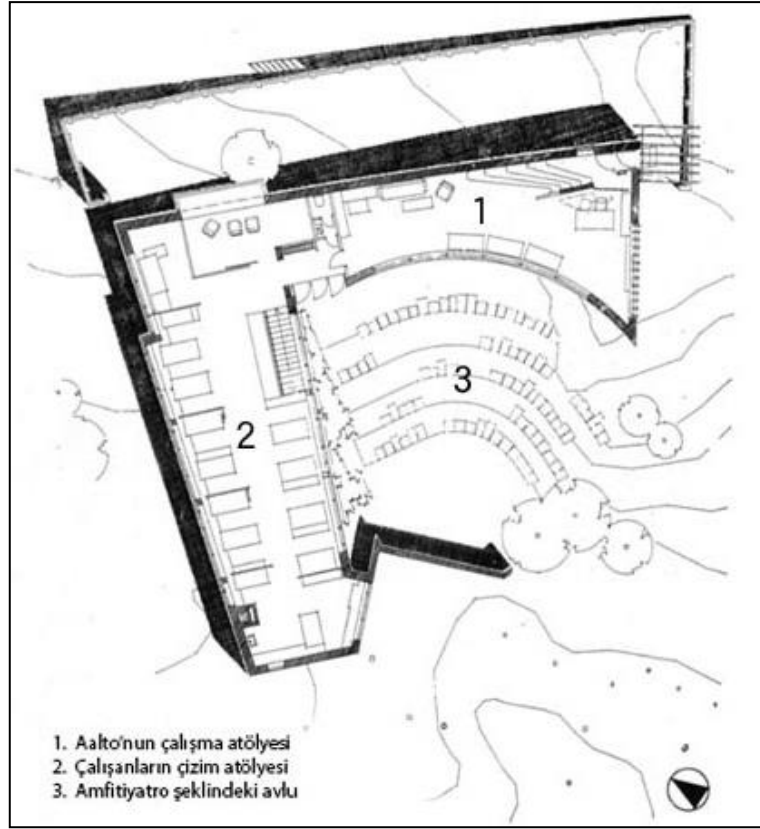 1
2
3
1. Aalto'nun çalışma atölyesi
2. Çalışanların çizim atölyesi
3. Amfitiyatro şeklindeki avlu